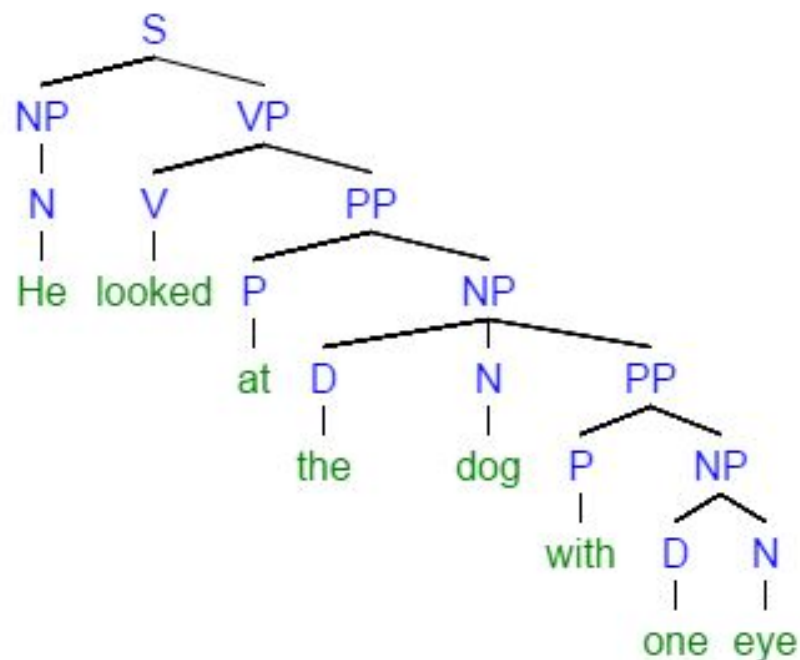 S
NP VP
N V PP
He looked P NP
at D N PP
the dog P NP
with D N
one eye